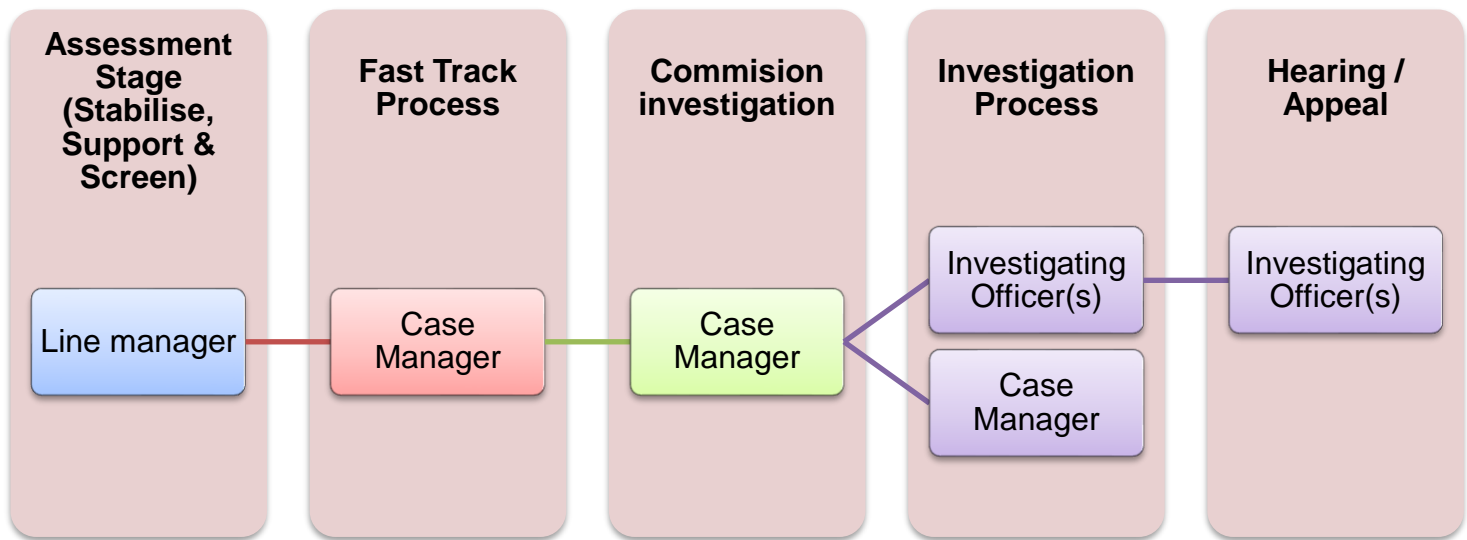 Assessment
Stage
(Stabilise,
Support &
Screen)
Fast Track
Process
Commision
investigation
Investigation
Process
Hearing /
Appeal
Line manager
Case
Manager
Case
Manager
Investigating
Officer(s)
Case
Manager
Investigating
Officer(s)